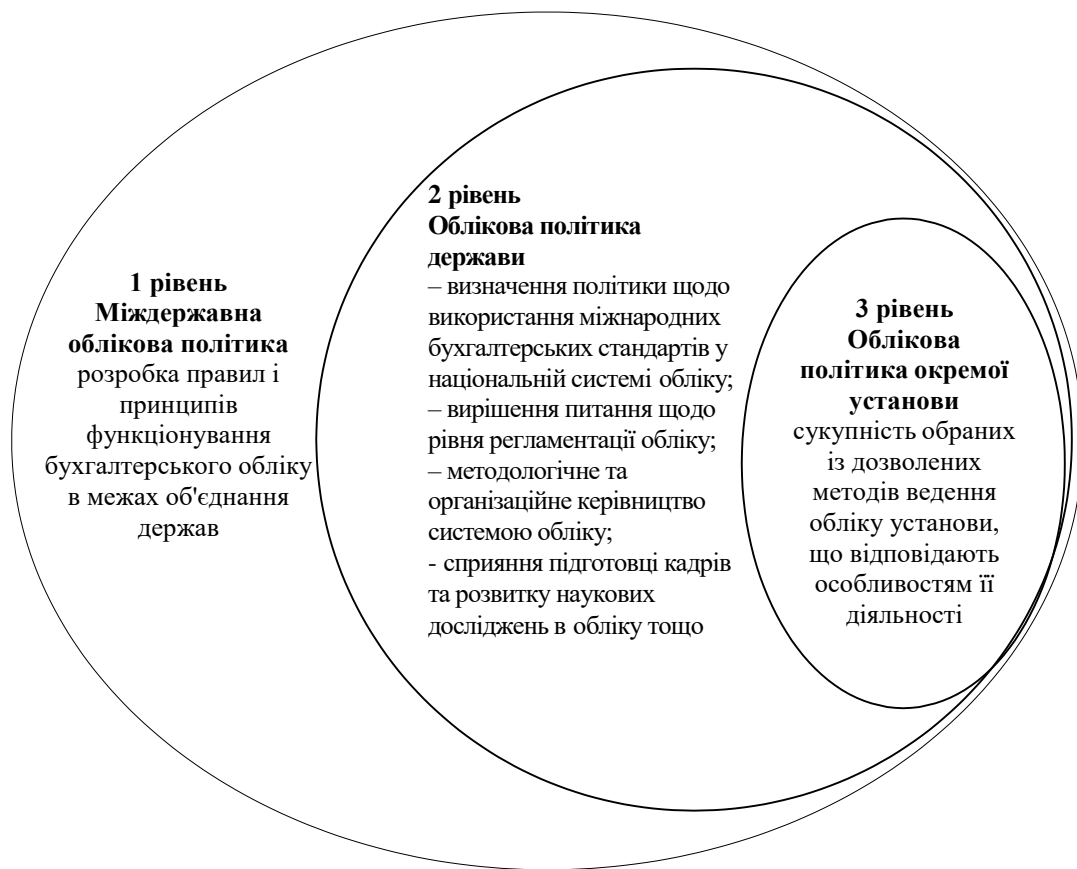 1 рівень
Міждержавна
облікова політика
розробка правил і
принципів
функціонування
бухгалтерського обліку
в межах об'єднання
держав
2 рівень
Облікова політика
держави
– визначення політики щодо
використання міжнародних
бухгалтерських стандартів у
національній системі обліку;
– вирішення питання щодо
рівня регламентації обліку;
– методологічне та
організаційне керівництво
системою обліку;
- сприяння підготовці кадрів
та розвитку наукових
досліджень в обліку тощо
3 рівень
Облікова
політика окремої
установи
сукупність обраних
із дозволених
методів ведення
обліку установи,
що відповідають
особливостям її
діяльності